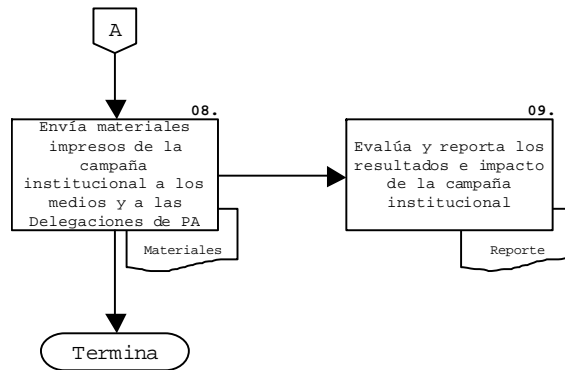 A
08.
Envía materiales
impresos de la
campaña
institucional a los
medios y a las
Delegaciones de PA
Materiales
09.
Evalúa y reporta los
resultados e impacto
de la campaña
institucional
Reporte
Termina